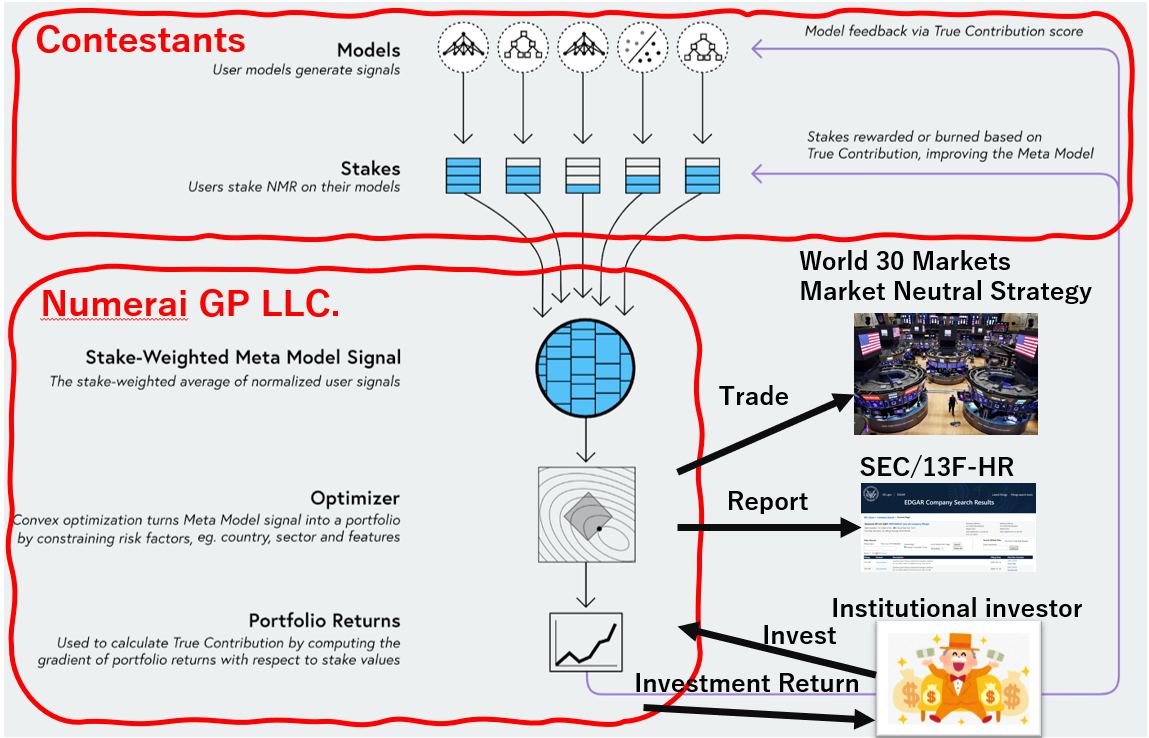 Contestants
Models
User models generate signals
Model feedback via True Contribution score
Stakes
Users stake NMR on their models
Stakes rewarded or burned based on
True Contribution, improving the Meta Model
Numerai GP LLC.
Stake-Weighted Meta Model Signal
The stake-weighted average of normalized user signals
Optimizer
Convex optimization turns Meta Model signal into a portfolio
by constraining risk factors, eg. country, sector and features
Portfolio Returns
Used to calculate True Contribution by computing the
gradient of portfolio returns with respect to stake values
World 30 Markets
Market Neutral Strategy
Trade
SEC/13F-HR
Report
EDGAR Company Search Results
Institutional investor
Invest
Investment Return
$
$
$
$